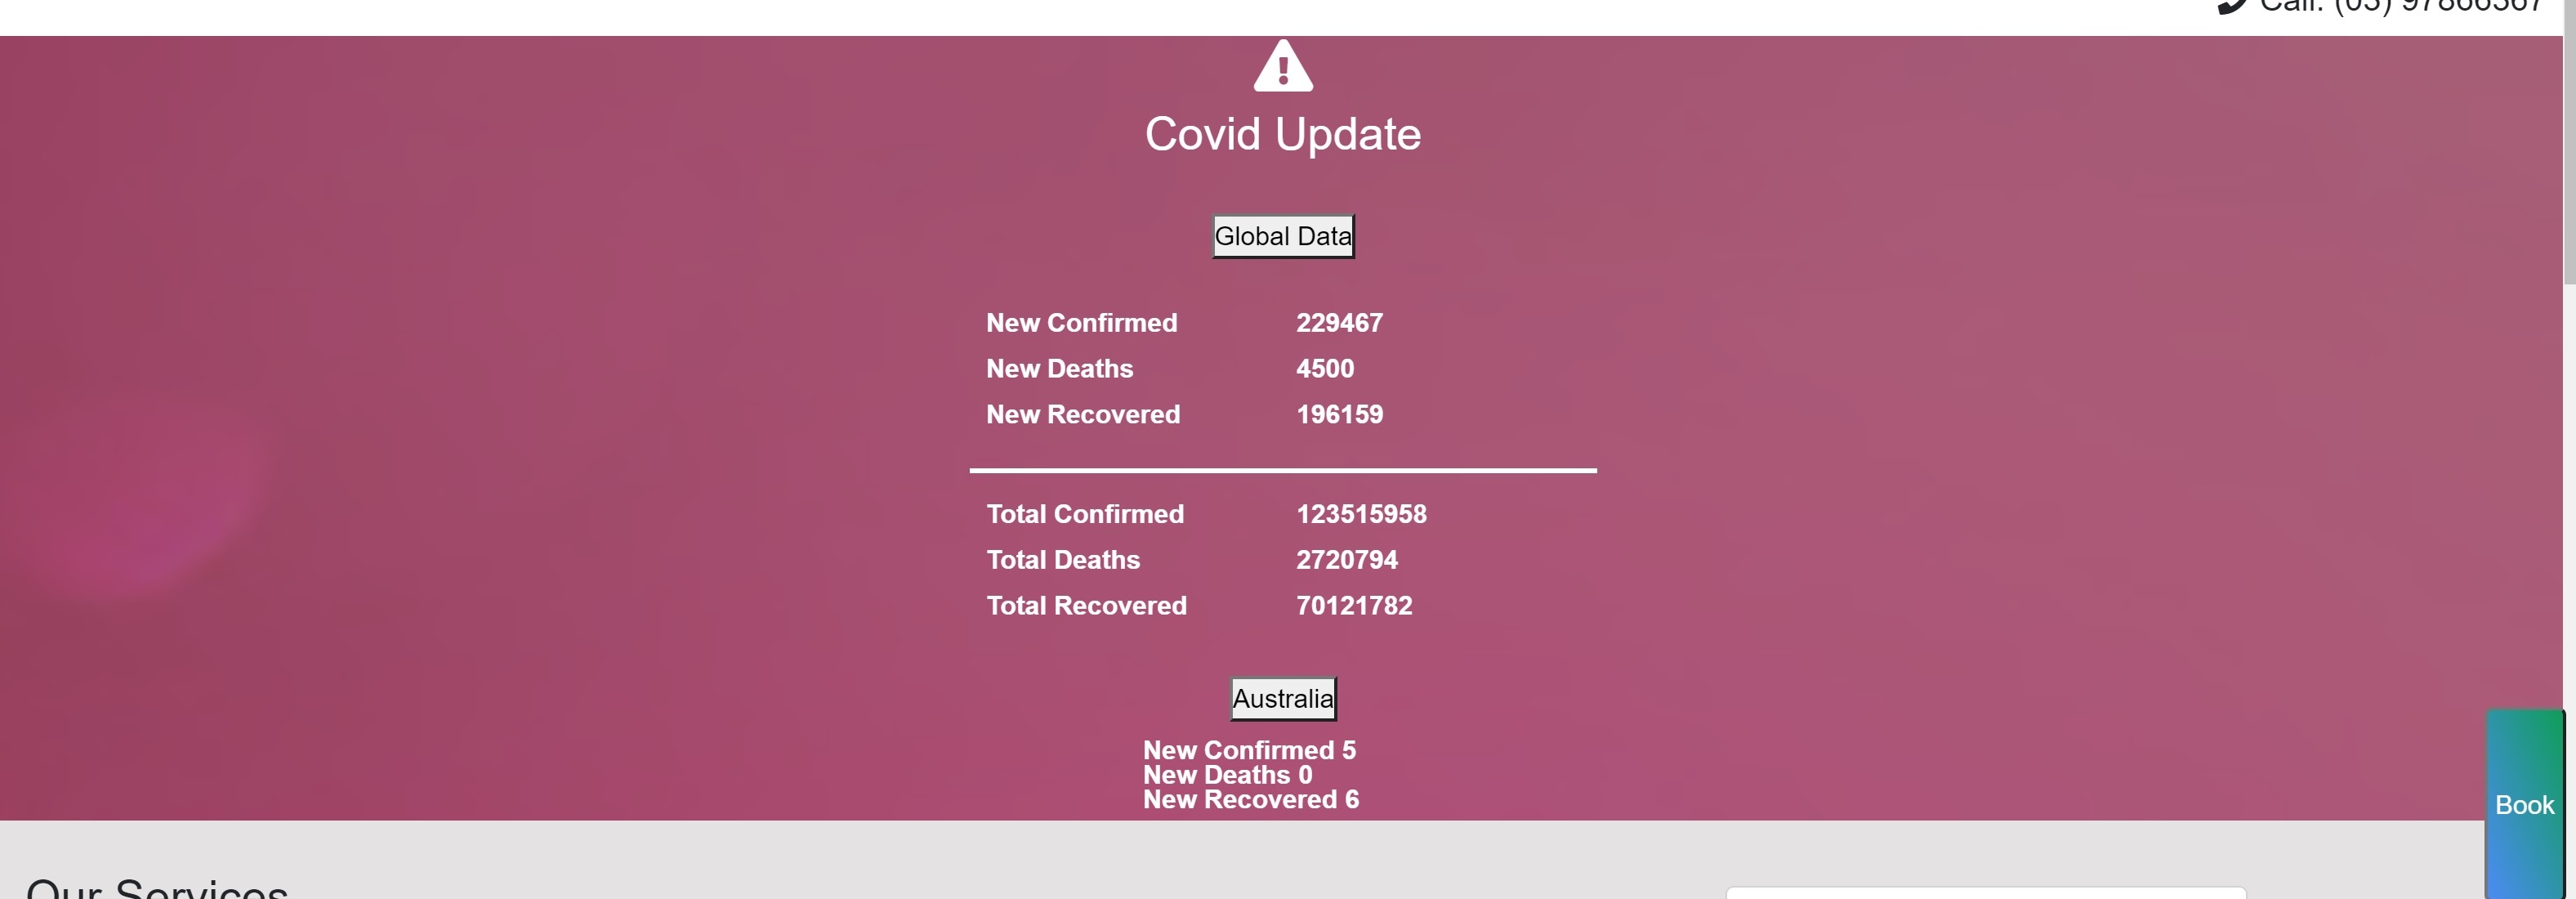 Call: (03) 97866367
Covid Update
Global Data
New Confirmed 229467
New Deaths 4500
New Recovered 196159
Total Confirmed 123515958
Total Deaths 2720794
Total Recovered 70121782
Australia
New Confirmed 5
New Deaths 0
New Recovered 6
Book
Our Services